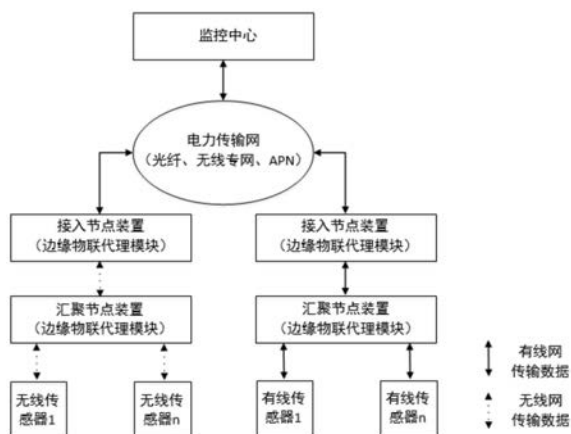 监控中心
电力传输网
（光纤、无线专网、APN）
接入节点装置
（边缘物联代理模块）
接入节点装置
（边缘物联代理模块）
汇聚节点装置
（边缘物联代理模块）
汇聚节点装置
（边缘物联代理模块）
无线传
感器1
无线传
感器n
有线传
感器1
有线传
感器n
有线网
传输数据
无线网
传输数据